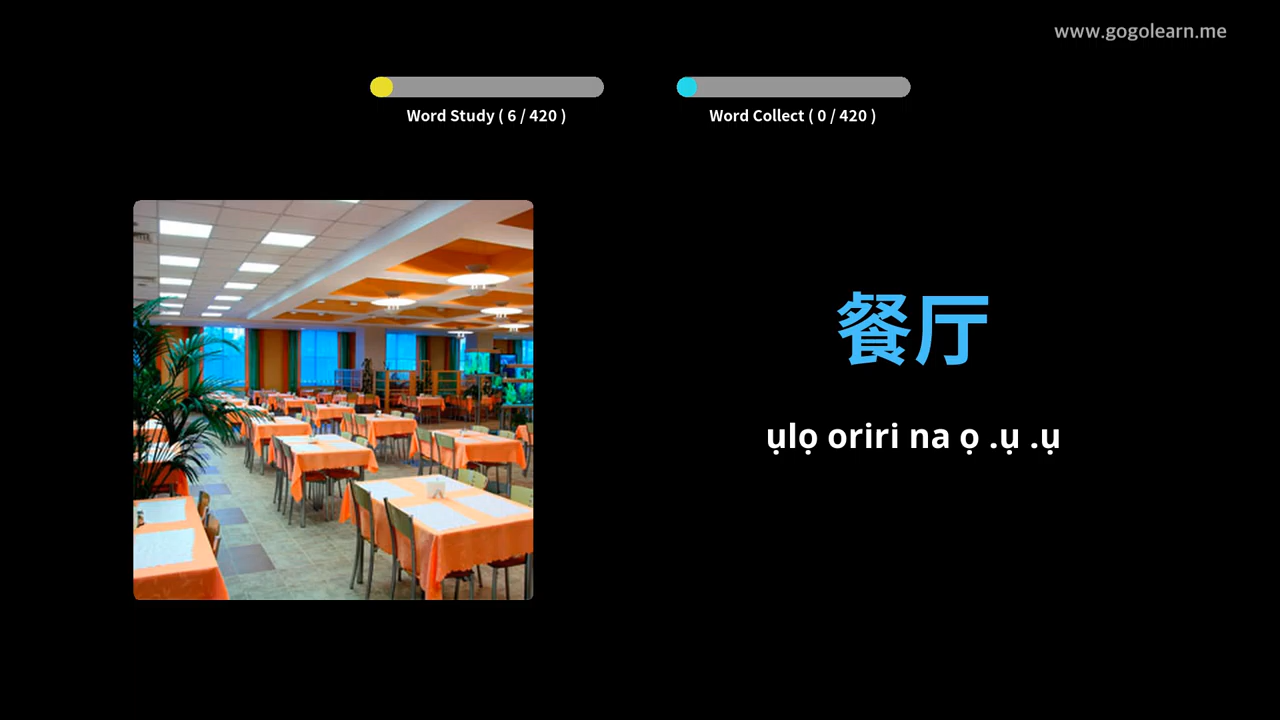 www.gogolearn.me
Word Study ( 6 / 420 )
Word Collect ( 0 / 420 )
餐厅
ụlọ oriri na ọ .ụ .ụ